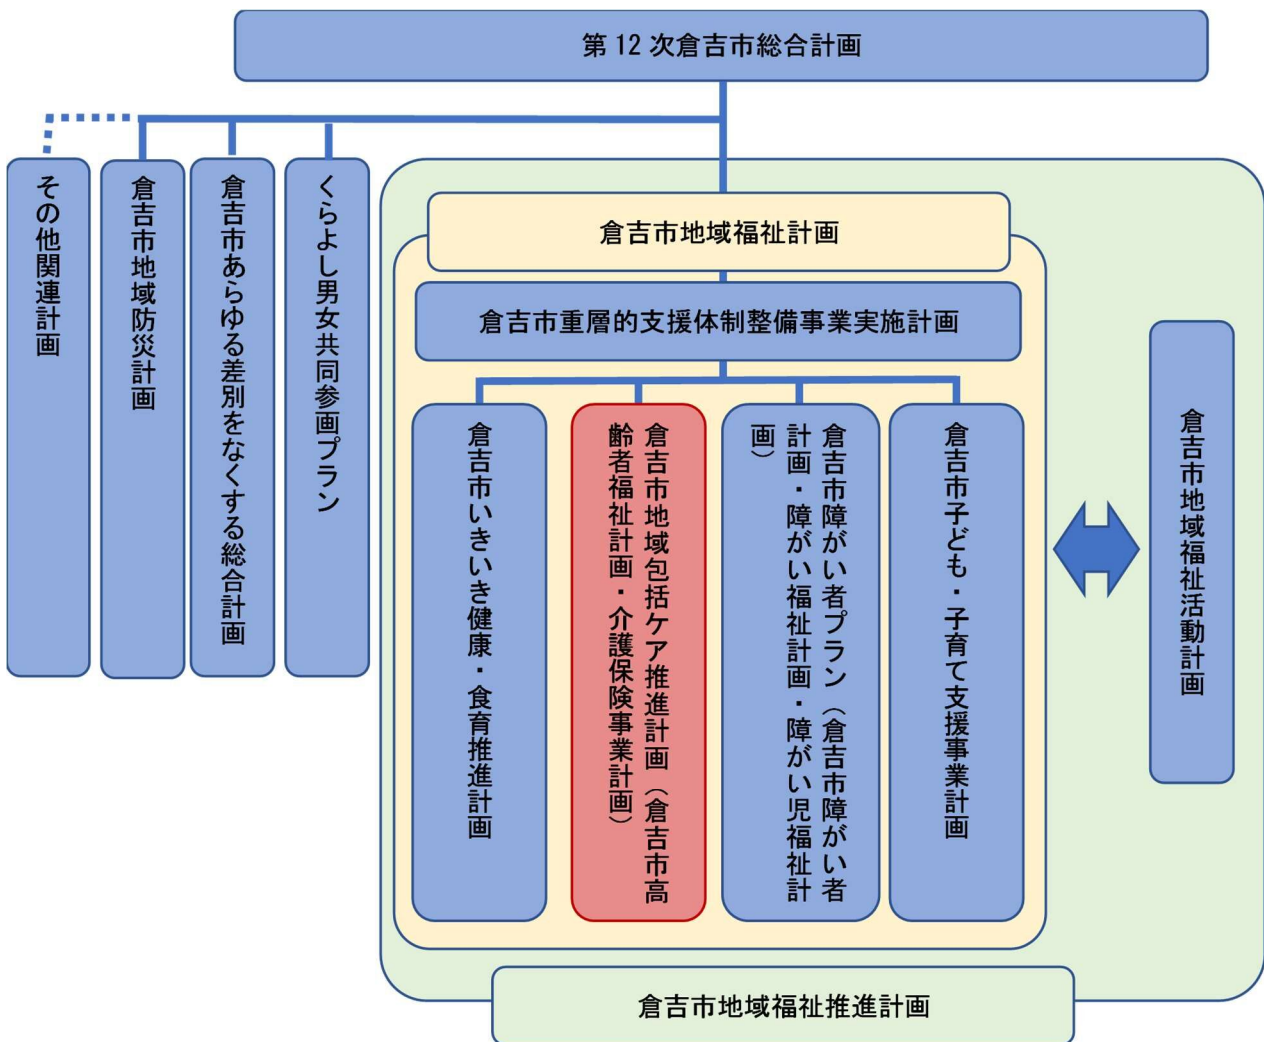 第12次倉吉市総合計画
その他関連計画
倉吉市地域防災計画
倉吉市あらゆる差別をなくする総合計画
くらよし男女共同参画プラン
倉吉市地域福祉計画
倉吉市重層的支援体制整備事業実施計画
倉吉市いきいき健康・食育推進計画
倉吉市地域包括ケア推進計画（倉吉市高
齢者福祉計画・介護保険事業計画）
倉吉市障がい者プラン（倉吉市障がい者
計画・障がい福祉計画・障がい児福祉計
画）
倉吉市子ども・子育て支援事業計画
倉吉市地域福祉活動計画
倉吉市地域福祉推進計画